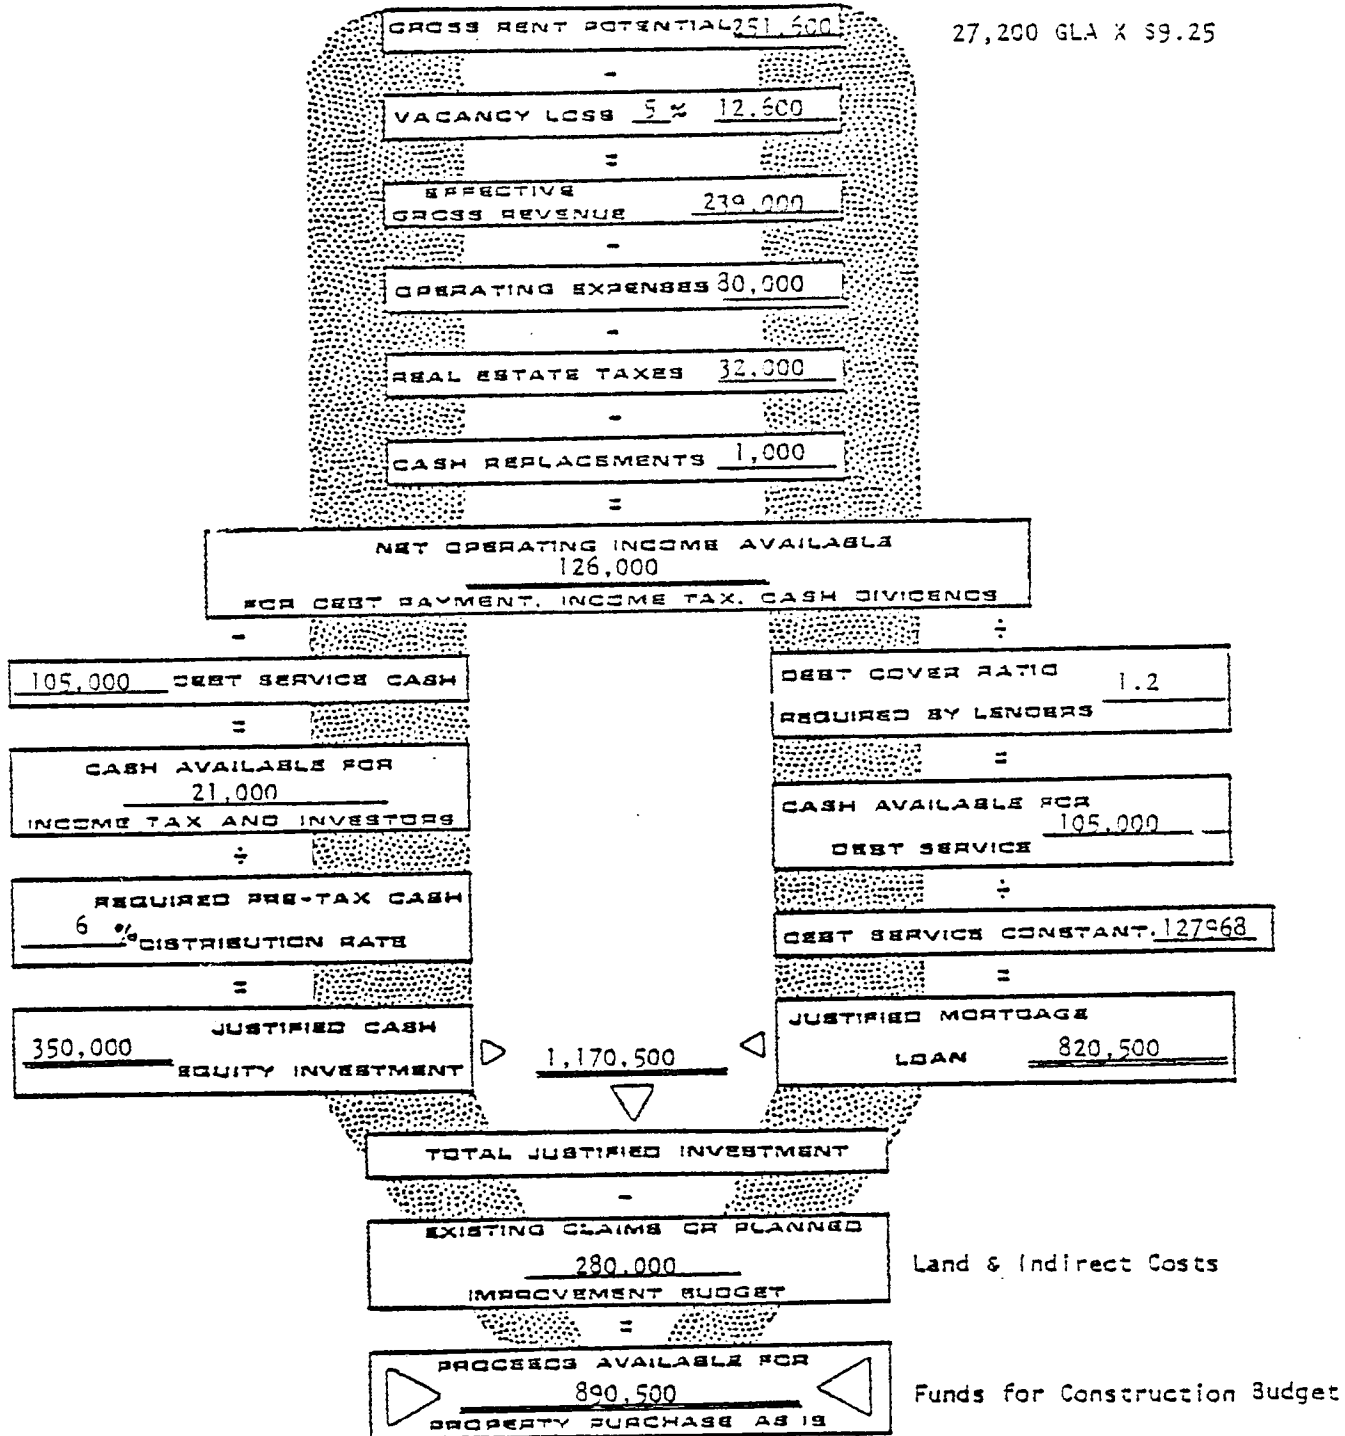 GROSS RENT POTENTIAL 251,600
27,200 GLA X $9.25
-
VACANCY LOSS 5 % 12,600
=
EFFECTIVE
GROSS REVENUE 239,000
-
OPERATING EXPENSES 80,000
-
REAL ESTATE TAXES 32,000
-
CASH REPLACEMENTS 1,000
=
NET OPERATING INCOME AVAILABLE
126,000
FOR DEBT PAYMENT, INCOME TAX, CASH DIVIDENDS
-
105,000 DEBT SERVICE CASH
=
CASH AVAILABLE FOR
21,000
INCOME TAX AND INVESTORS
÷
REQUIRED PRE-TAX CASH
6 % DISTRIBUTION RATE
=
JUSTIFIED CASH
350,000
EQUITY INVESTMENT
÷
DEBT COVER RATIO
1.2
REQUIRED BY LENDERS
=
CASH AVAILABLE FOR
105,000
DEBT SERVICE
÷
DEBT SERVICE CONSTANT .127968
=
JUSTIFIED MORTGAGE
LOAN 820,500
1,170,500
TOTAL JUSTIFIED INVESTMENT
-
EXISTING CLAIMS OR PLANNED
280,000
IMPROVEMENT BUDGET
Land & Indirect Costs
=
PROCEEDS AVAILABLE FOR
890,500
PROPERTY PURCHASE AS IS
Funds for Construction Budget